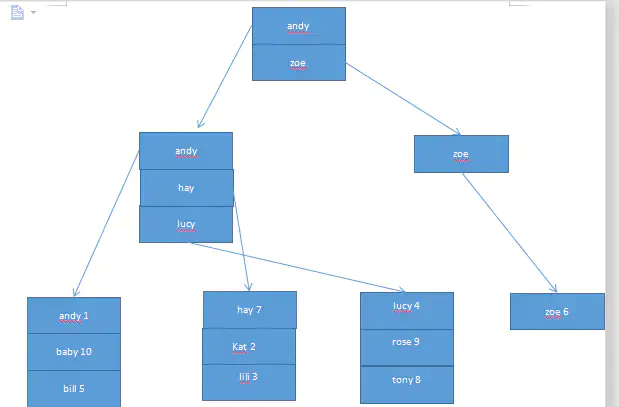 andy
zoe
andy
hay
lucy
zoe
andy 1
baby 10
bill 5
hay 7
Kat 2
lili 3
lucy 4
rose 9
tony 8
zoe 6